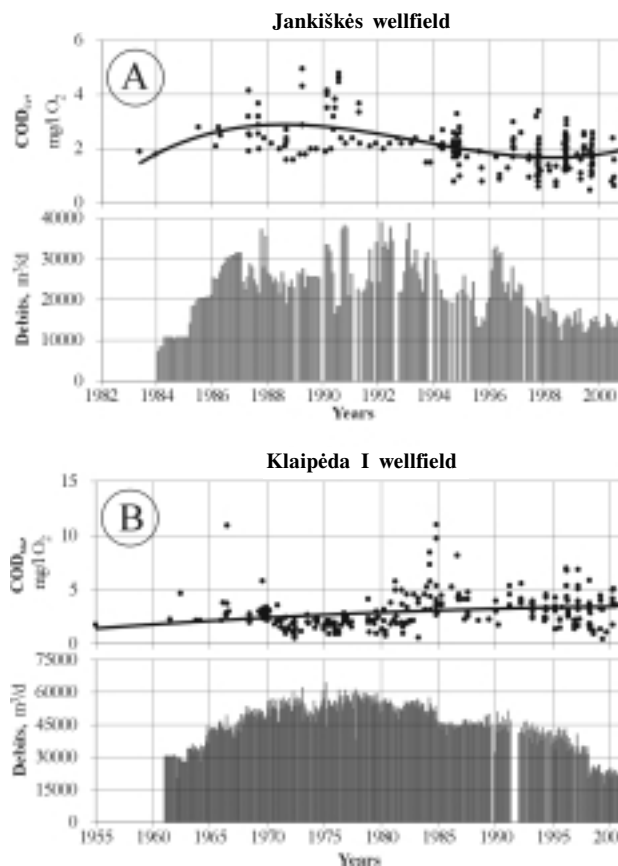 Jankiškės wellfield
A
6
4
2
0
COD
mg/l O₂
40000
30000
20000
10000
0
Debits, m³/d
1982 1984 1986 1988 1990 1992 1994 1996 1998 2000
Years
Klaipėda I wellfield
B
15
10
5
0
COD
mg/l O₂
75000
60000
45000
30000
15000
0
Debits, m³/d
1955 1960 1965 1970 1975 1980 1985 1990 1995 2000
Years